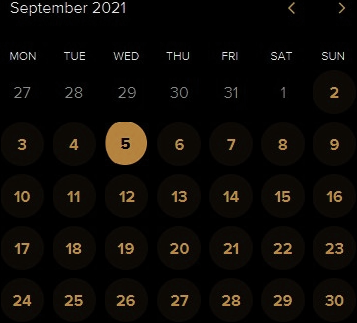 September 2021
MON TUE WED THU FRI SAT SUN
27 28 29 30 31 1 2
3 4 5 6 7 8 9
10 11 12 13 14 15 16
17 18 19 20 21 22 23
24 25 26 27 28 29 30